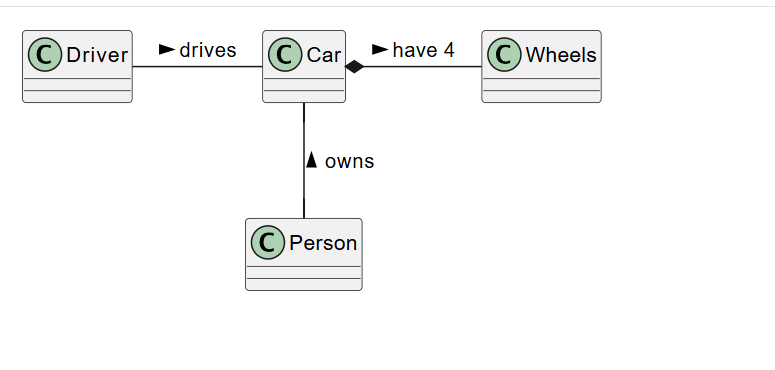 C Driver
drives
C Car
have 4
C Wheels
owns
C Person